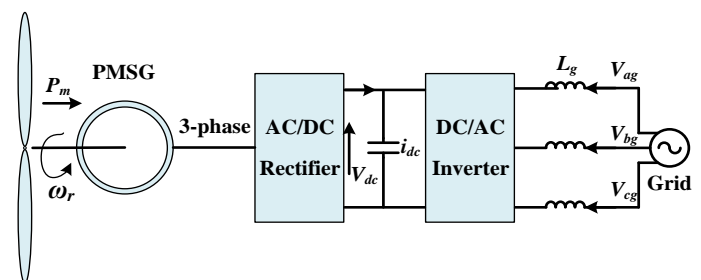 P_m
PMSG
ω_r
3-phase
AC/DC
Rectifier
V_dc
i_dc
DC/AC
Inverter
L_g
V_ag
V_bg
V_cg
Grid